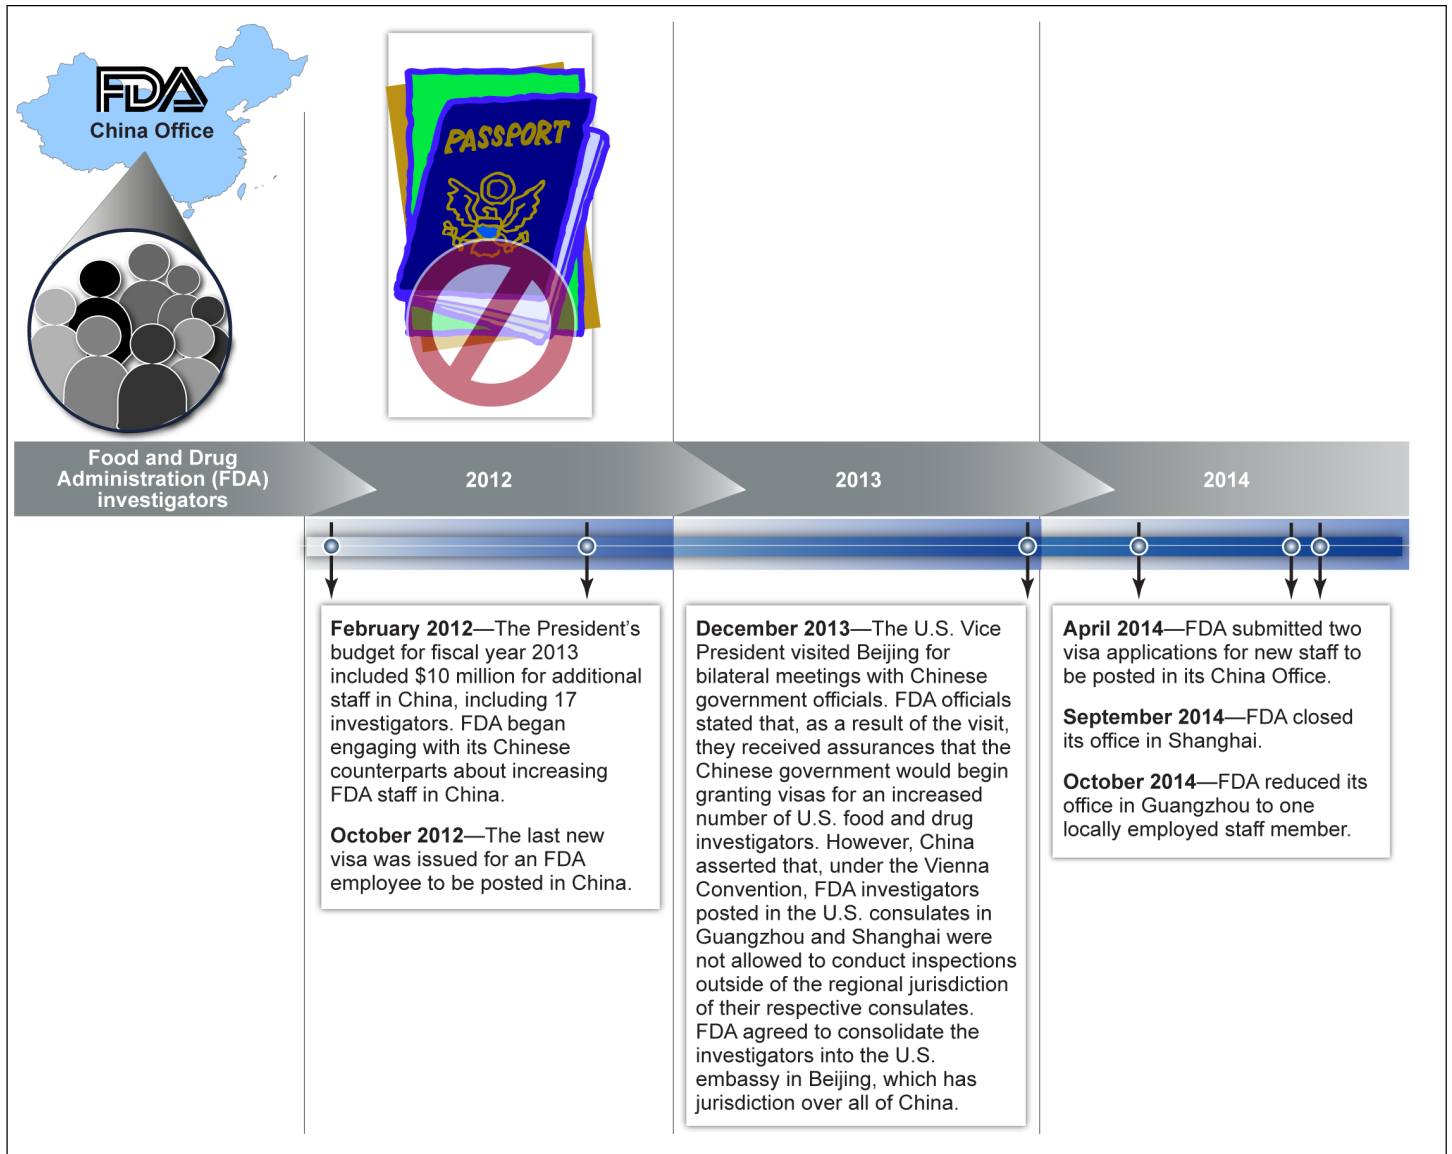 FDA
China Office
PASSPORT
Food and Drug
Administration (FDA)
investigators
2012
2013
2014
February 2012—The President’s
budget for fiscal year 2013
included $10 million for additional
staff in China, including 17
investigators. FDA began
engaging with its Chinese
counterparts about increasing
FDA staff in China.
October 2012—The last new
visa was issued for an FDA
employee to be posted in China.
December 2013—The U.S. Vice
President visited Beijing for
bilateral meetings with Chinese
government officials. FDA officials
stated that, as a result of the visit,
they received assurances that the
Chinese government would begin
granting visas for an increased
number of U.S. food and drug
investigators. However, China
asserted that, under the Vienna
Convention, FDA investigators
posted in the U.S. consulates in
Guangzhou and Shanghai were
not allowed to conduct inspections
outside of the regional jurisdiction
of their respective consulates.
FDA agreed to consolidate the
investigators into the U.S.
embassy in Beijing, which has
jurisdiction over all of China.
April 2014—FDA submitted two
visa applications for new staff to
be posted in its China Office.
September 2014—FDA closed
its office in Shanghai.
October 2014—FDA reduced its
office in Guangzhou to one
locally employed staff member.